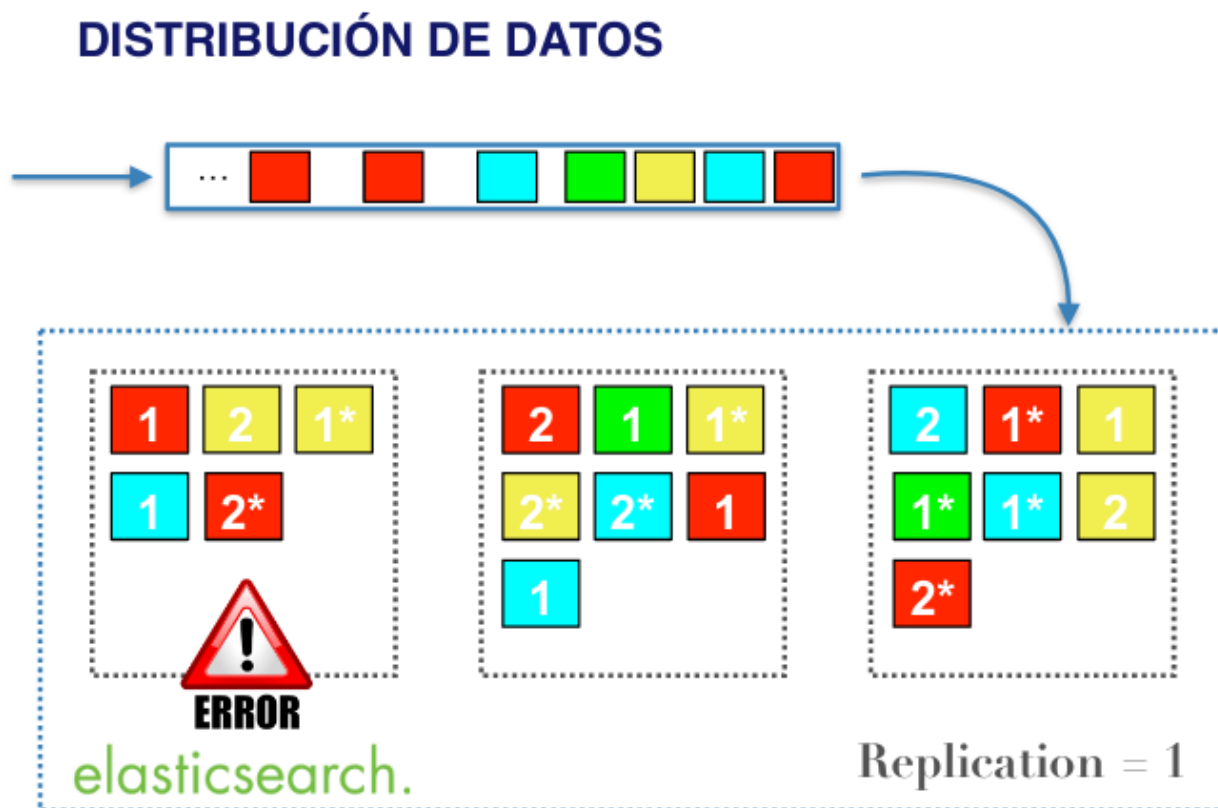 DISTRIBUCIÓN DE DATOS
...
1 2 1*
1 2*
ERROR
2 1 1*
2* 2* 1
1
2 1* 1
1* 1* 2
2*
elasticsearch.
Replication = 1